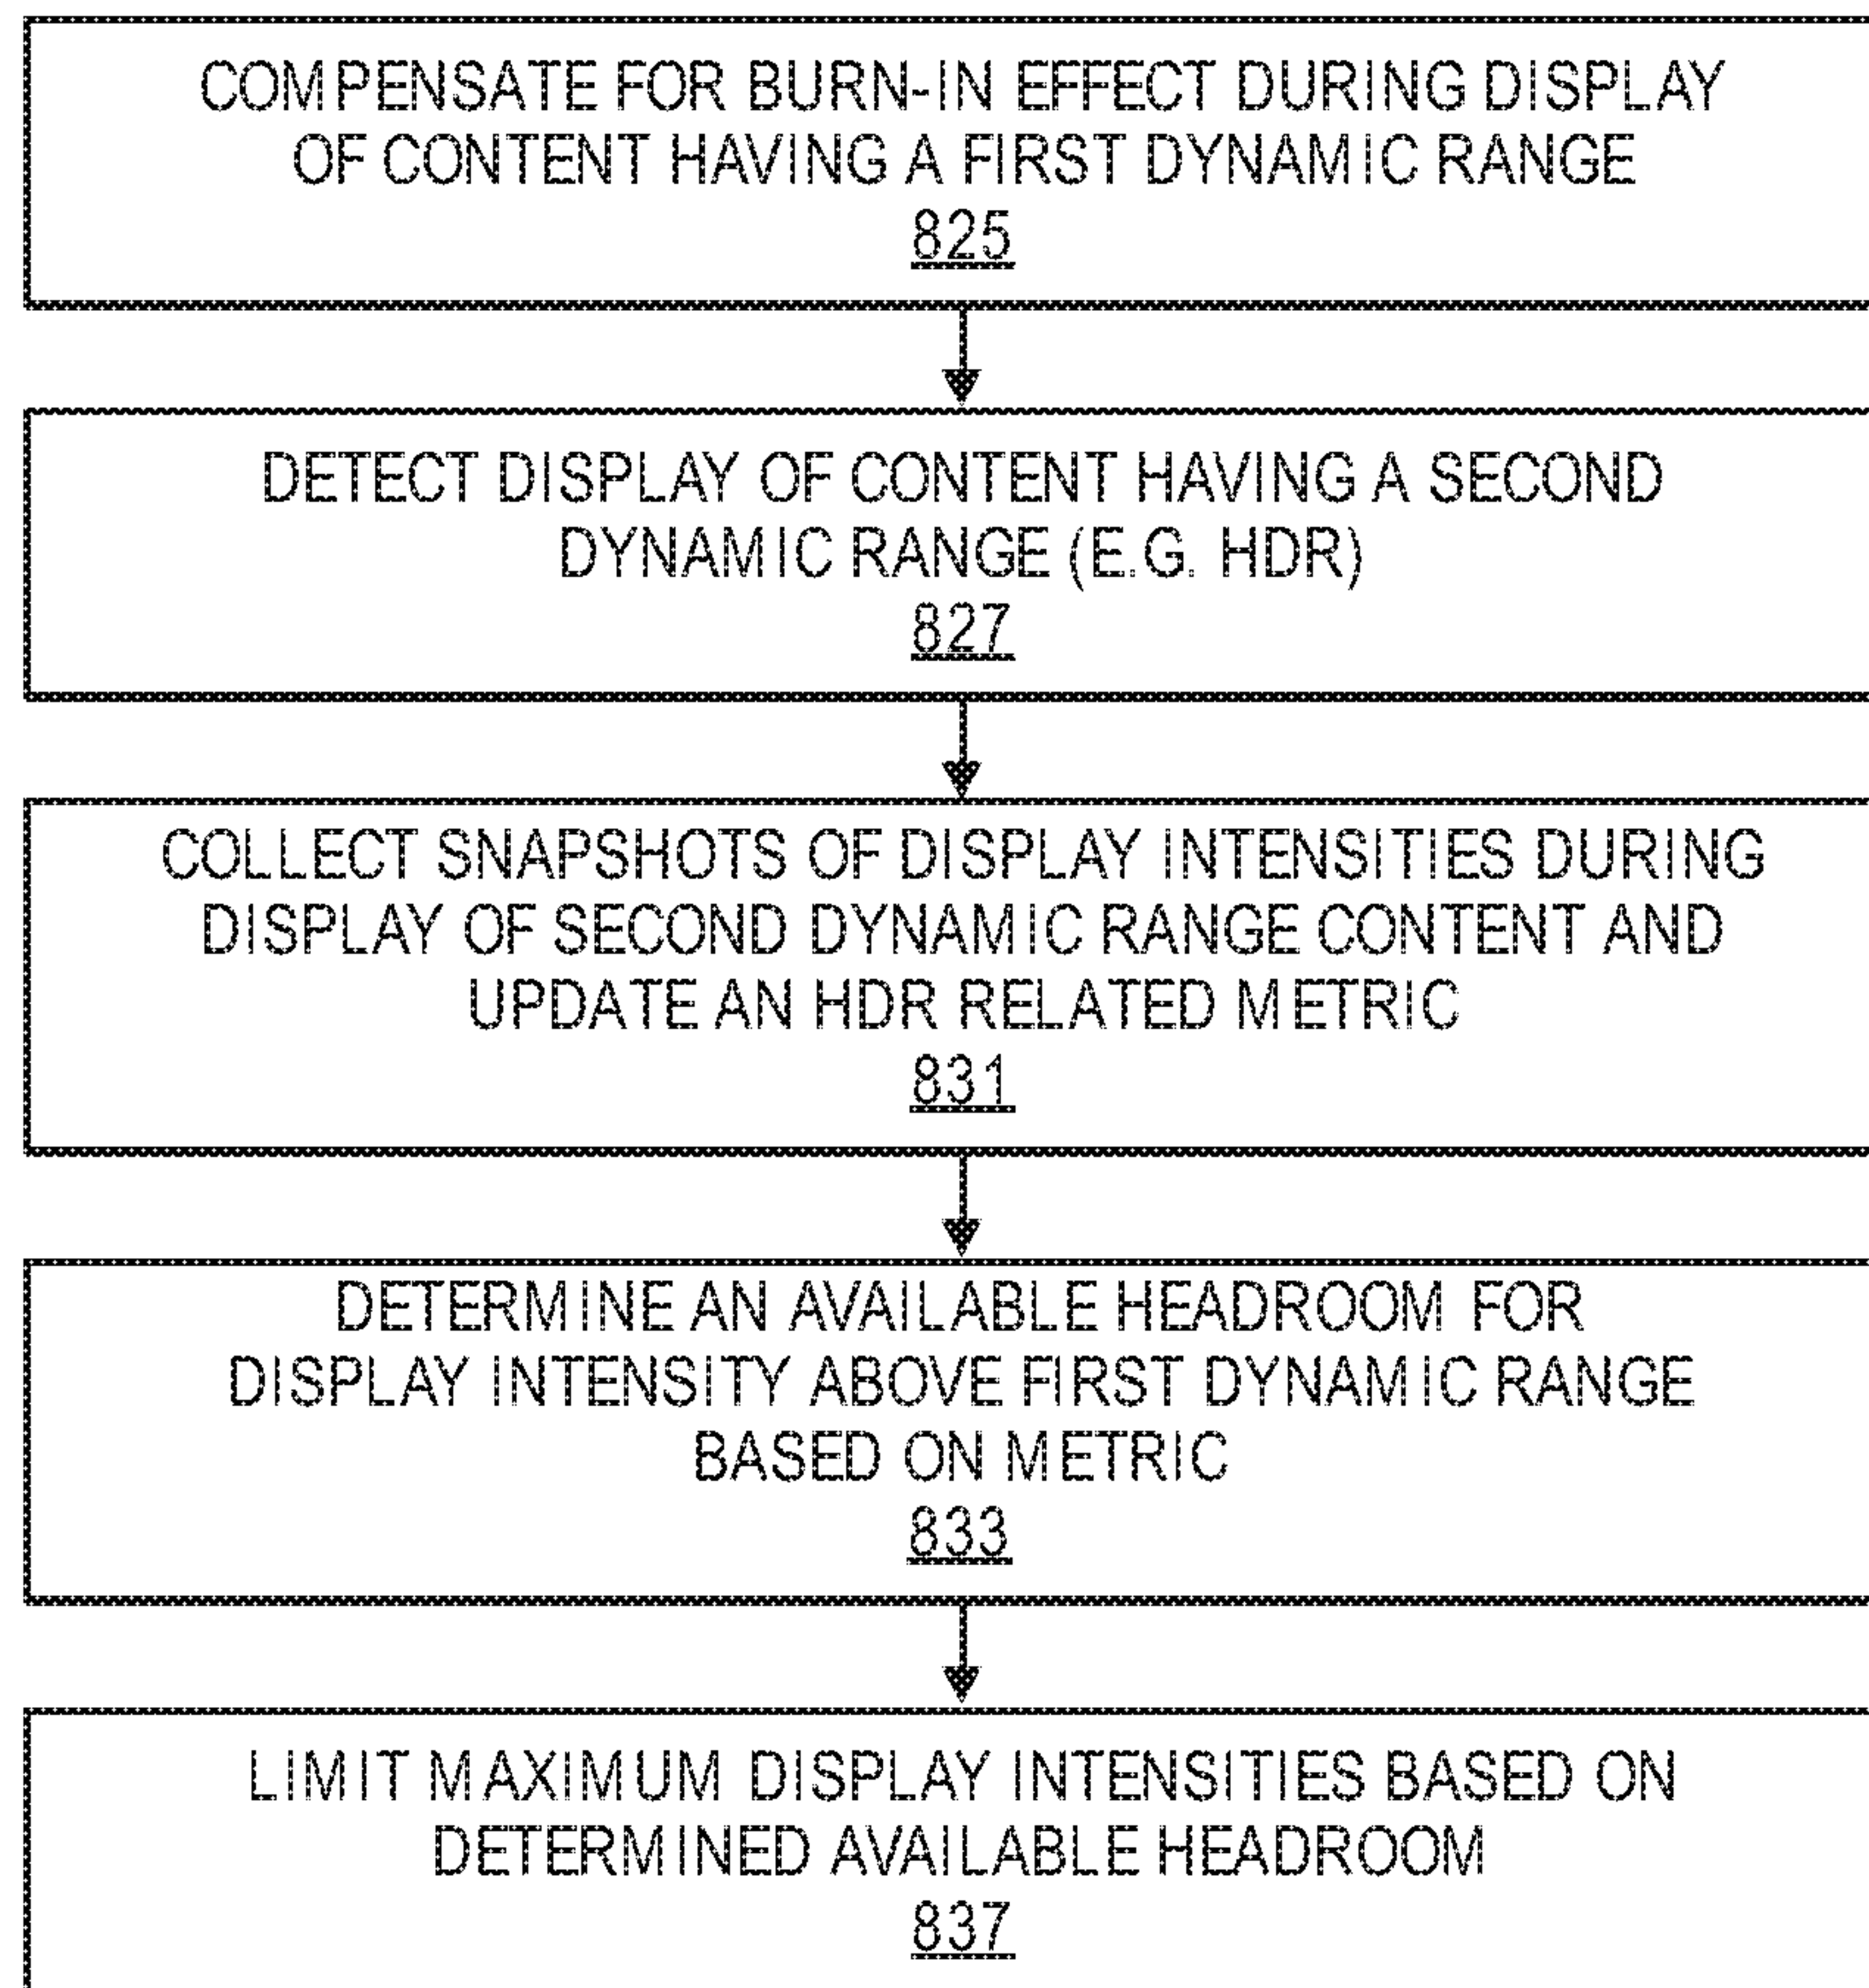 COMPENSATE FOR BURN-IN EFFECT DURING DISPLAY
OF CONTENT HAVING A FIRST DYNAMIC RANGE
825
DETECT DISPLAY OF CONTENT HAVING A SECOND
DYNAMIC RANGE (E.G. HDR)
827
COLLECT SNAPSHOTS OF DISPLAY INTENSITIES DURING
DISPLAY OF SECOND DYNAMIC RANGE CONTENT AND
UPDATE AN HDR RELATED METRIC
831
DETERMINE AN AVAILABLE HEADROOM FOR
DISPLAY INTENSITY ABOVE FIRST DYNAMIC RANGE
BASED ON METRIC
833
LIMIT MAXIMUM DISPLAY INTENSITIES BASED ON
DETERMINED AVAILABLE HEADROOM
837